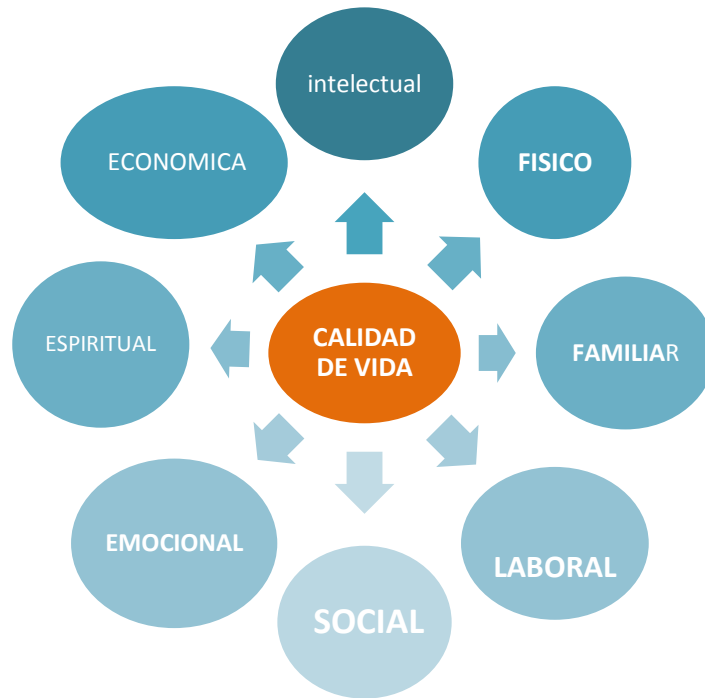 intelectual
ECONOMICA
FISICO
ESPIRITUAL
CALIDAD
DE VIDA
FAMILIAR
EMOCIONAL
LABORAL
SOCIAL